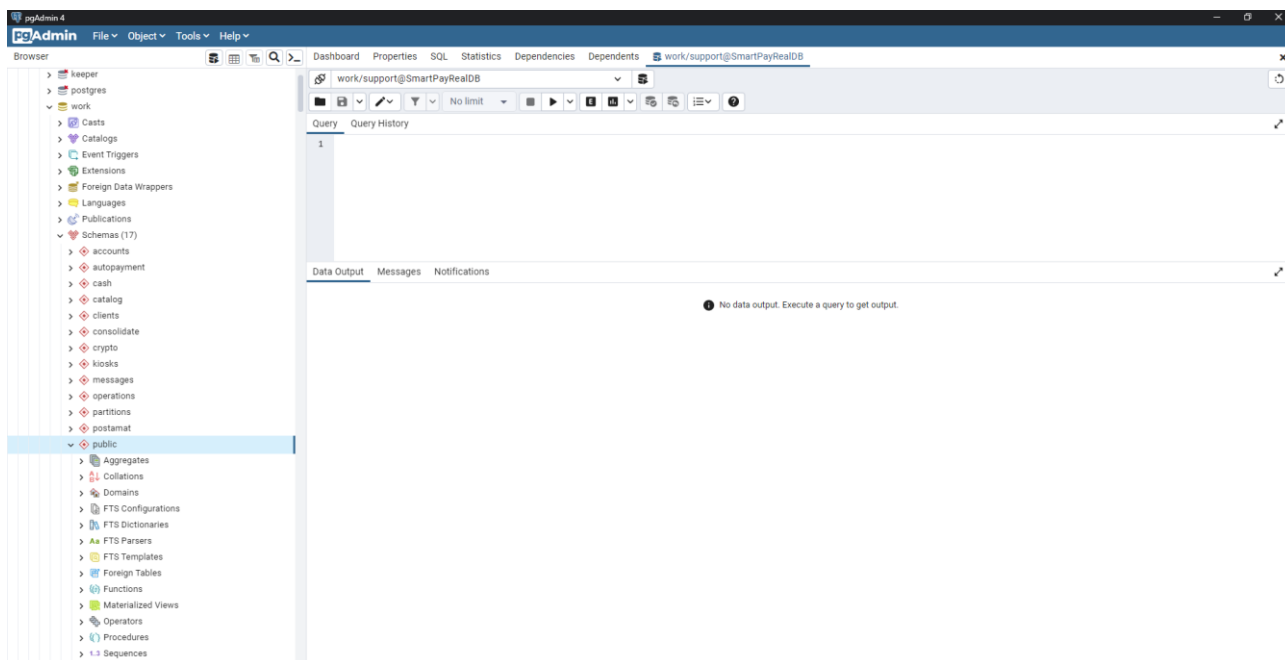 pgAdmin 4
pgAdmin File Object Tools Help
Browser
Dashboard Properties SQL Statistics Dependencies Dependents work/support@SmartPayRealDB
work/support@SmartPayRealDB
No limit
Query Query History
1
Data Output Messages Notifications
No data output. Execute a query to get output.
keeper
postgres
work
Casts
Catalogs
Event Triggers
Extensions
Foreign Data Wrappers
Languages
Publications
Schemas (17)
accounts
autopayment
cash
catalog
clients
consolidate
crypto
kiosks
messages
operations
partitions
postamat
public
Aggregates
Collations
Domains
FTS Configurations
FTS Dictionaries
Aa FTS Parsers
FTS Templates
Foreign Tables
Functions
Materialized Views
Operators
Procedures
1..3 Sequences